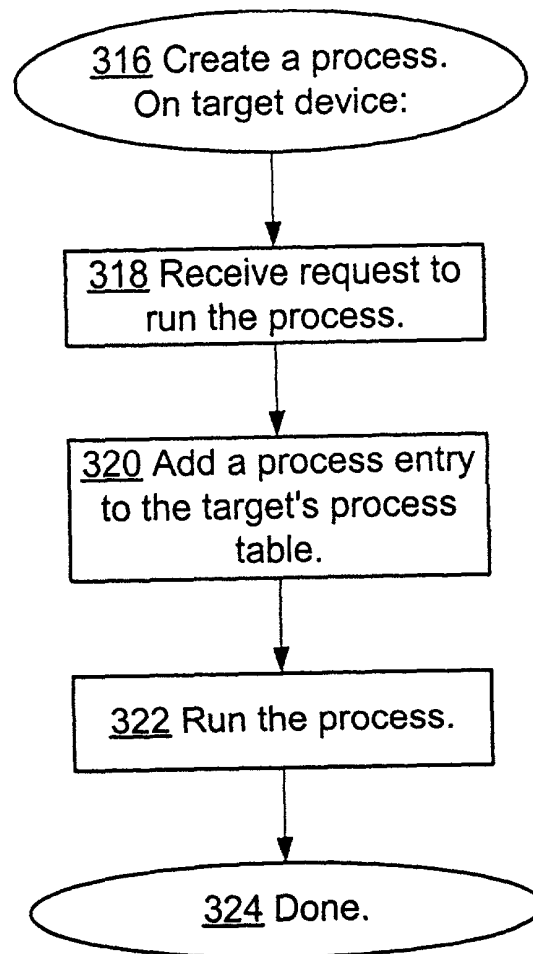 316 Create a process.
On target device:
318 Receive request to
run the process.
320 Add a process entry
to the target's process
table.
322 Run the process.
324 Done.